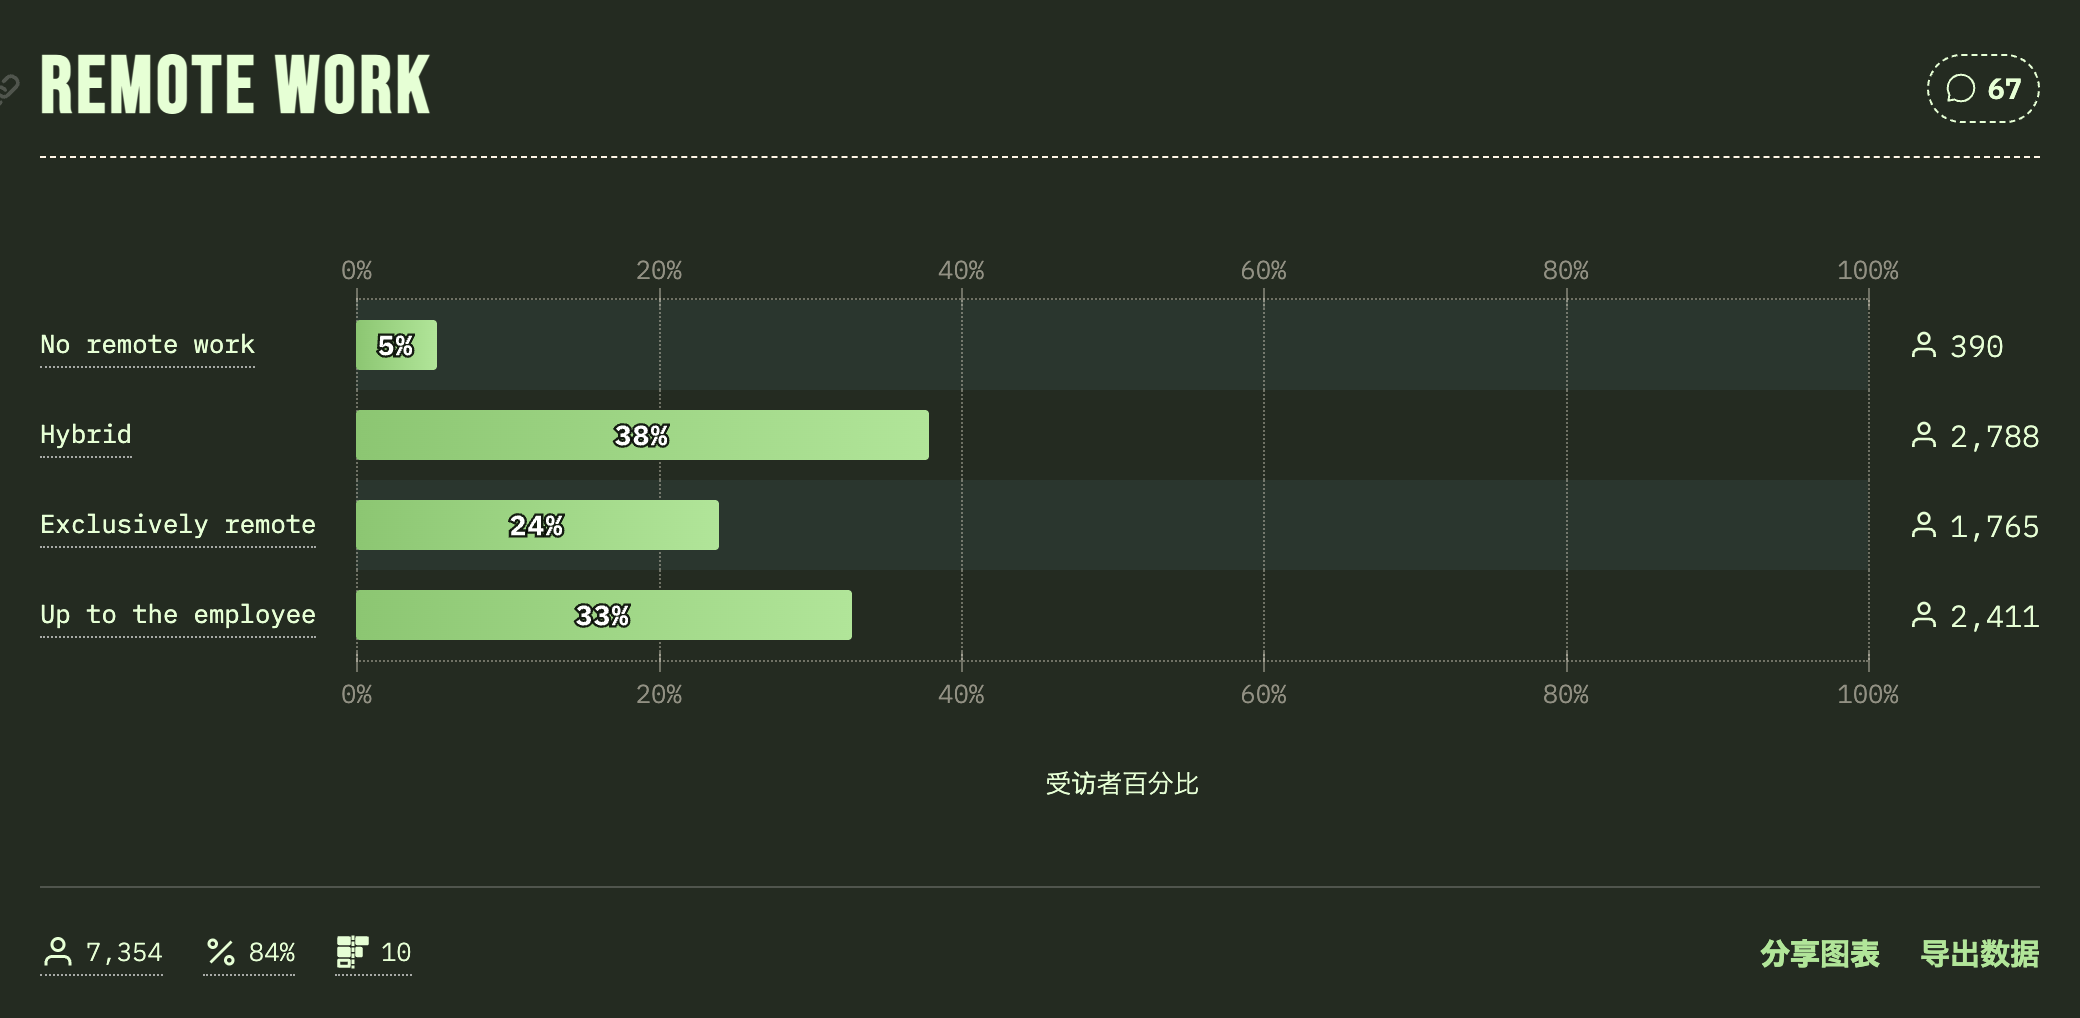 REMOTE WORK
67
0% 20% 40% 60% 80% 100%
No remote work 5% 390
Hybrid 38% 2,788
Exclusively remote 24% 1,765
Up to the employee 33% 2,411
0% 20% 40% 60% 80% 100%
受访者百分比
7,354 84% 10 分享图表 导出数据